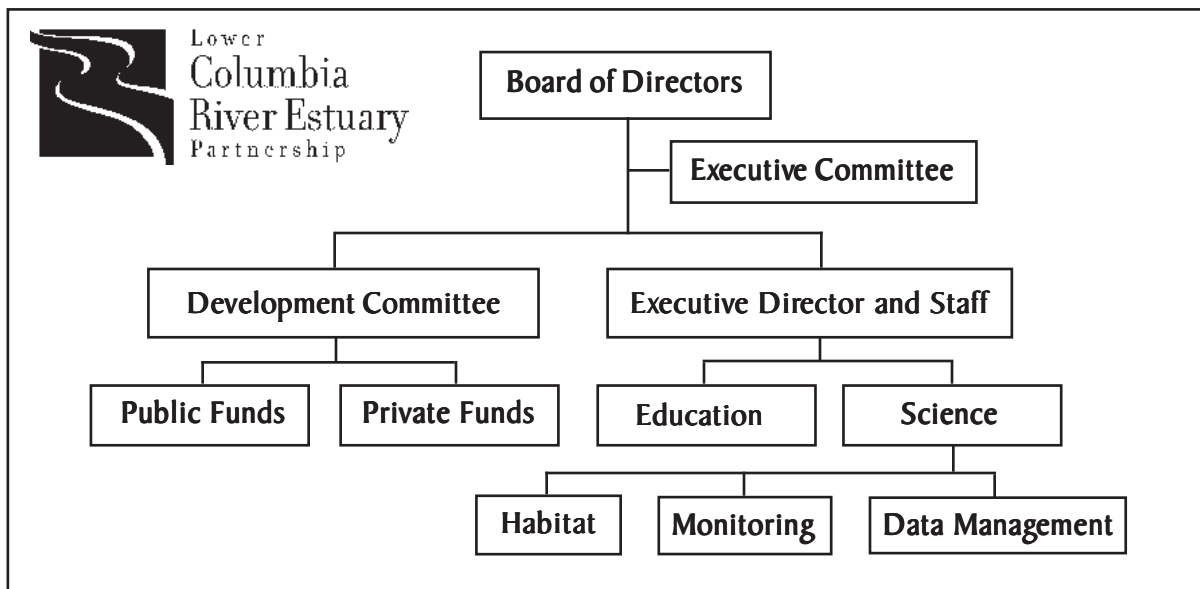 Lower
Columbia
River Estuary
Partnership
Board of Directors
Executive Committee
Development Committee
Executive Director and Staff
Public Funds
Private Funds
Education
Science
Habitat
Monitoring
Data Management